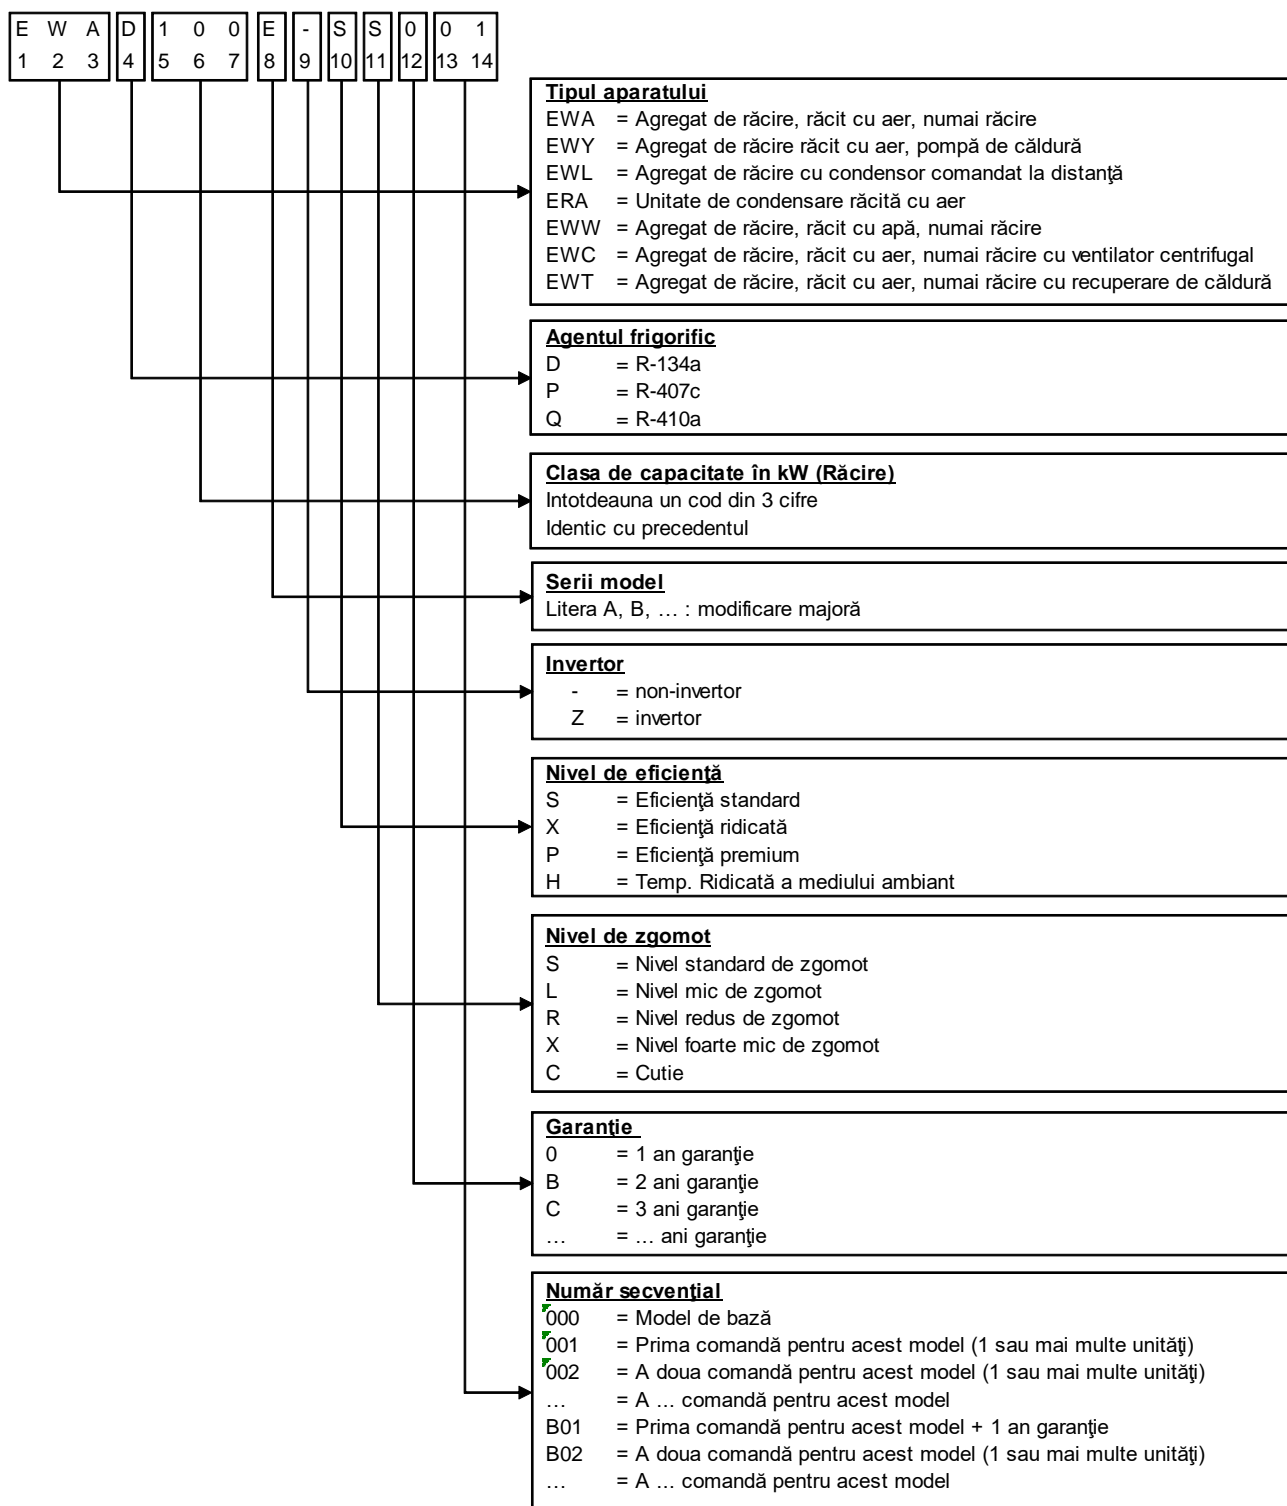 E W A D 1 0 0 E - S S 0 0 1
1 2 3 4 5 6 7 8 9 10 11 12 13 14
Tipul aparatului
EWA = Agregat de răcire, răcit cu aer, numai răcire
EWY = Agregat de răcire răcit cu aer, pompă de căldură
EWL = Agregat de răcire cu condensor comandat la distanţă
ERA = Unitate de condensare răcită cu aer
EWW = Agregat de răcire, răcit cu apă, numai răcire
EWC = Agregat de răcire, răcit cu aer, numai răcire cu ventilator centrifugal
EWT = Agregat de răcire, răcit cu aer, numai răcire cu recuperare de căldură
Agentul frigorific
D = R-134a
P = R-407c
Q = R-410a
Clasa de capacitate în kW (Răcire)
Intotdeauna un cod din 3 cifre
Identic cu precedentul
Serii model
Litera A, B, … : modificare majoră
Invertor
- = non-invertor
Z = invertor
Nivel de eficienţă
S = Eficienţă standard
X = Eficienţă ridicată
P = Eficienţă premium
H = Temp. Ridicată a mediului ambiant
Nivel de zgomot
S = Nivel standard de zgomot
L = Nivel mic de zgomot
R = Nivel redus de zgomot
X = Nivel foarte mic de zgomot
C = Cutie
Garanţie
0 = 1 an garanţie
B = 2 ani garanţie
C = 3 ani garanţie
… = … ani garanţie
Număr secvenţial
000 = Model de bază
001 = Prima comandă pentru acest model (1 sau mai multe unităţi)
002 = A doua comandă pentru acest model (1 sau mai multe unităţi)
… = A … comandă pentru acest model
B01 = Prima comandă pentru acest model + 1 an garanţie
B02 = A doua comandă pentru acest model (1 sau mai multe unităţi)
… = A … comandă pentru acest model